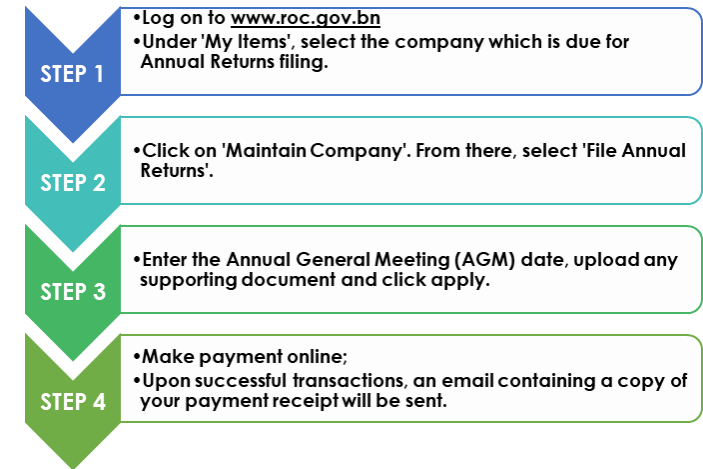 STEP 1
•Log on to www.roc.gov.bn
•Under 'My Items', select the company which is due for
Annual Returns filing.
STEP 2
•Click on 'Maintain Company'. From there, select 'File Annual
Returns'.
STEP 3
•Enter the Annual General Meeting (AGM) date, upload any
supporting document and click apply.
STEP 4
•Make payment online;
•Upon successful transactions, an email containing a copy of
your payment receipt will be sent.